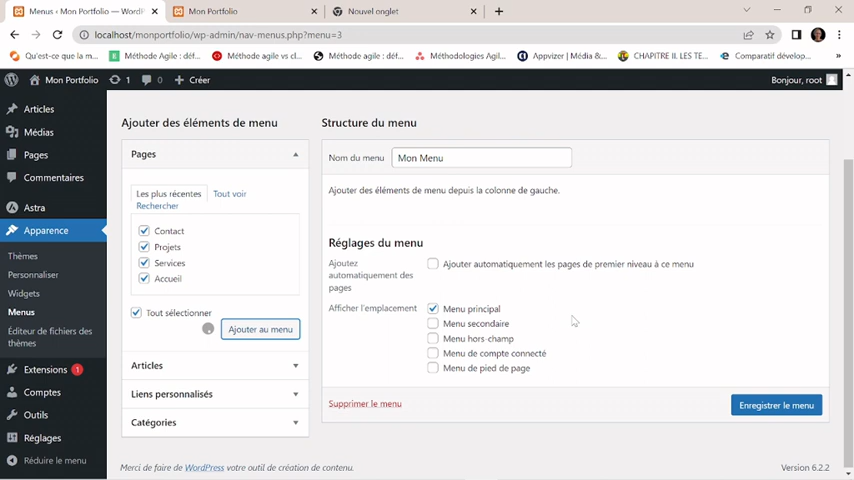 Menus ‹ Mon Portfolio — WordPr
Mon Portfolio
Nouvel onglet
localhost/monportfolio/wp-admin/nav-menus.php?menu=3
Qu'est-ce que la m...
Méthode Agile : déf...
Méthode agile vs cl...
Méthode agile : déf...
Méthodologies Agil...
Appvizer | Média &...
CHAPITRE II. LES TE...
Comparatif dévelop...
Mon Portfolio
1
0
Créer
Bonjour, root
Articles
Médias
Pages
Commentaires
Astra
Apparence
Thèmes
Personnaliser
Widgets
Menus
Éditeur de fichiers des
thèmes
Extensions 1
Comptes
Outils
Réglages
Réduire le menu
Ajouter des éléments de menu
Pages
Les plus récentes
Tout voir
Rechercher
Contact
Projets
Services
Accueil
Tout sélectionner
Ajouter au menu
Articles
Liens personnalisés
Catégories
Structure du menu
Nom du menu
Mon Menu
Ajouter des éléments de menu depuis la colonne de gauche.
Réglages du menu
Ajoutez
automatiquement des
pages
Ajouter automatiquement les pages de premier niveau à ce menu
Afficher l'emplacement
Menu principal
Menu secondaire
Menu hors-champ
Menu de compte connecté
Menu de pied de page
Supprimer le menu
Enregistrer le menu
Merci de faire de WordPress votre outil de création de contenu.
Version 6.2.2